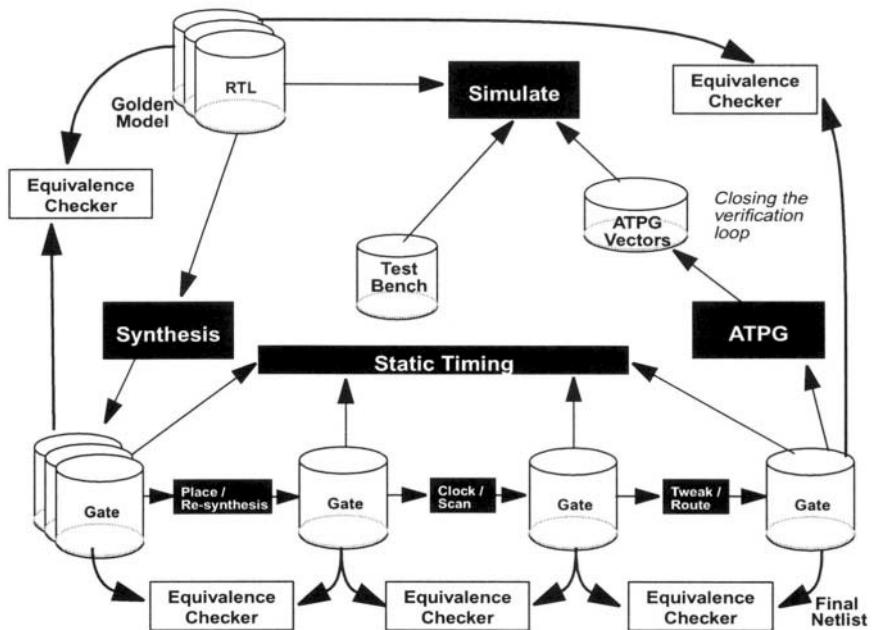 RTL
Golden
Model
Simulate
Equivalence
Checker
Equivalence
Checker
ATPG
Vectors
Closing the
verification
loop
Test
Bench
Synthesis
ATPG
Static Timing
Gate
Place /
Re-synthesis
Gate
Clock /
Scan
Gate
Tweak /
Route
Gate
Equivalence
Checker
Equivalence
Checker
Equivalence
Checker
Final
Netlist